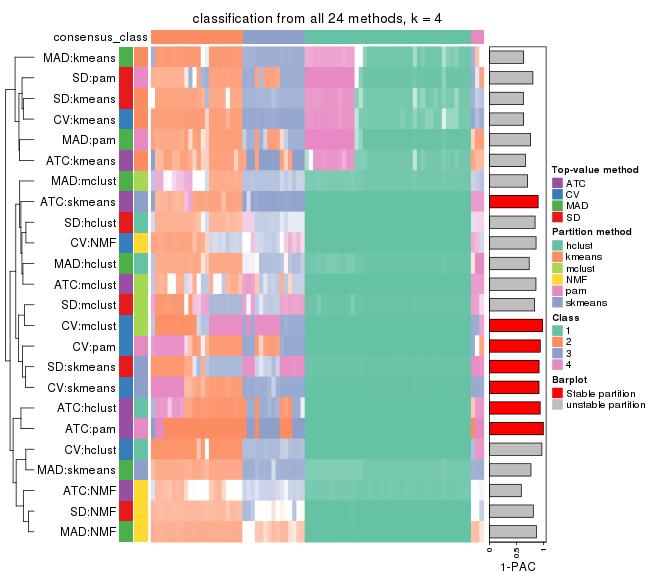 classification from all 24 methods, k = 4
consensus_class
MAD:kmeans
SD:pam
SD:kmeans
CV:kmeans
MAD:pam
ATC:kmeans
MAD:mclust
ATC:skmeans
SD:hclust
CV:NMF
MAD:hclust
ATC:mclust
SD:mclust
CV:mclust
CV:pam
SD:skmeans
CV:skmeans
ATC:hclust
ATC:pam
CV:hclust
MAD:skmeans
ATC:NMF
SD:NMF
MAD:NMF
0
0.5
1
1-PAC
Top-value method
ATC
CV
MAD
SD
Partition method
hclust
kmeans
mclust
NMF
pam
skmeans
Class
1
2
3
4
Barplot
Stable partition
unstable partition